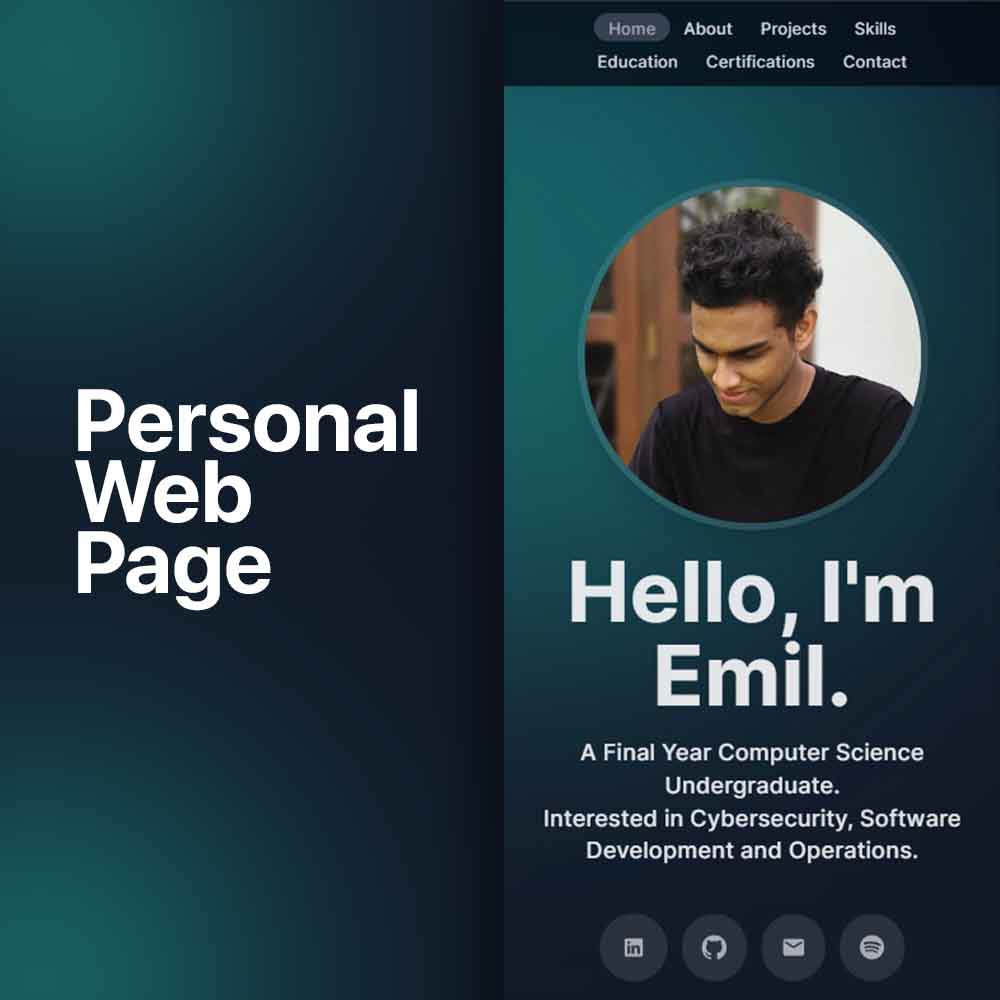 Personal
Web
Page
Home About Projects Skills
Education Certifications Contact
Hello, I'm
Emil.
A Final Year Computer Science
Undergraduate.
Interested in Cybersecurity, Software
Development and Operations.
in